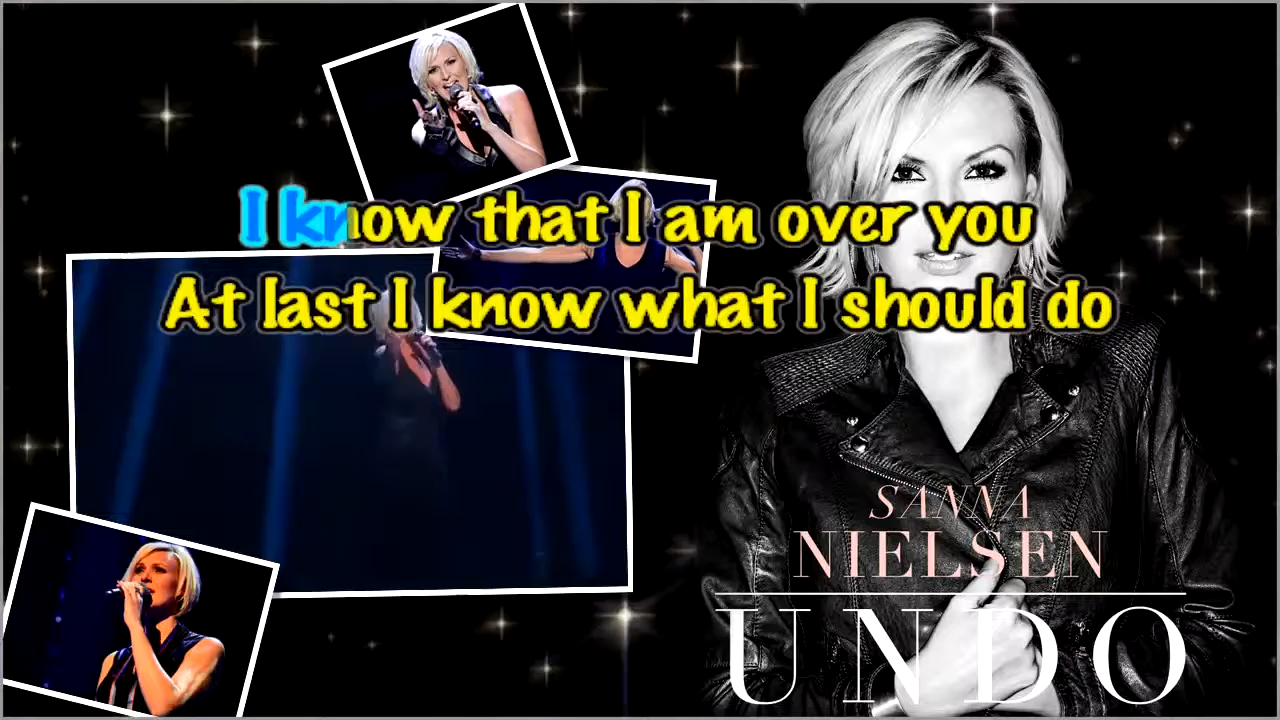 I know that I am over you
At last I know what I should do
SANNA
NIELSEN
UNDO